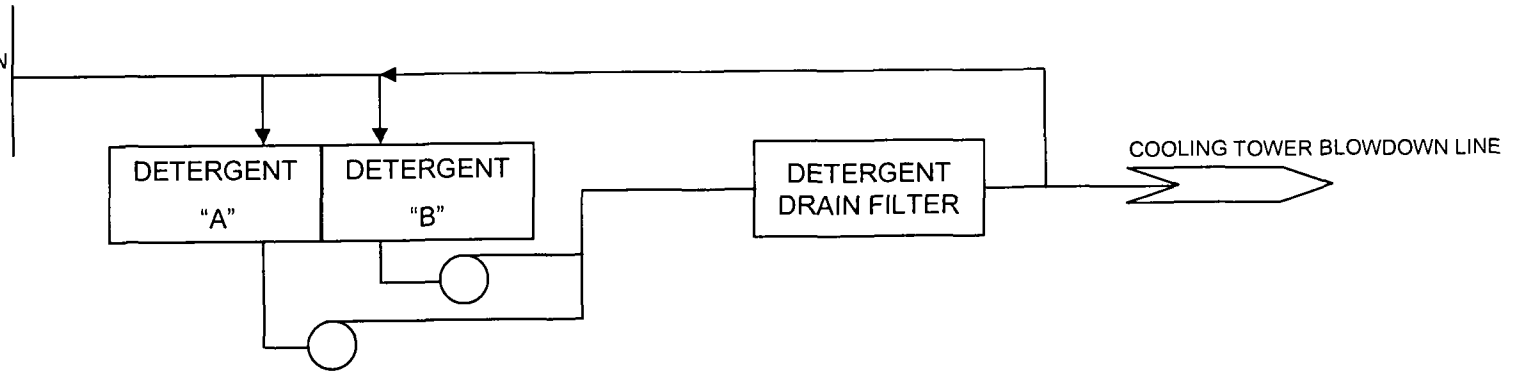 N
COOLING TOWER BLOWDOWN LINE
DETERGENT
"A"
DETERGENT
"B"
DETERGENT
DRAIN FILTER